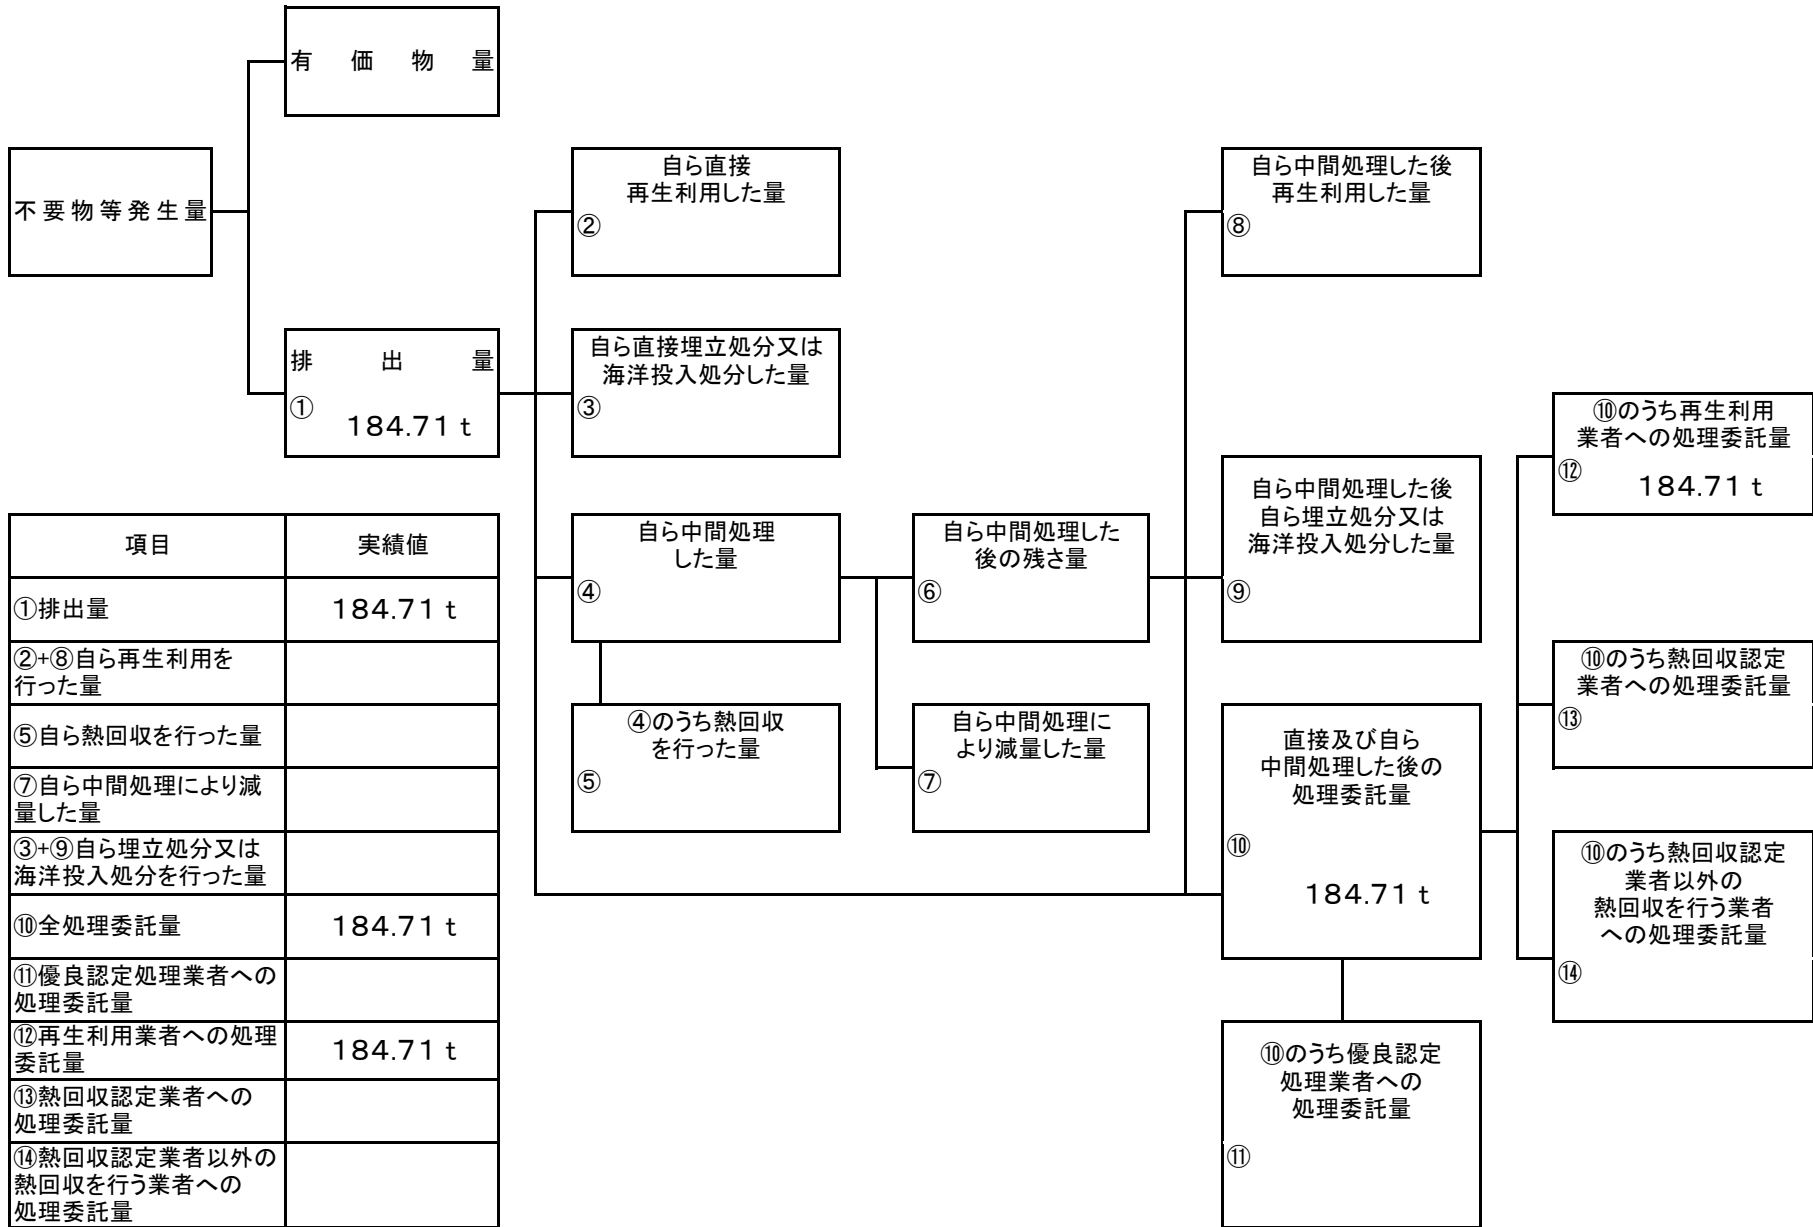 有価物量
不要物等発生量
排出量
①
184.71 t
自ら直接
再生利用した量
②
自ら直接埋立処分又は
海洋投入処分した量
③
自ら中間処理
した量
④
④のうち熱回収
を行った量
⑤
自ら中間処理した
後の残さ量
⑥
自ら中間処理に
より減量した量
⑦
自ら中間処理した後
再生利用した量
⑧
自ら中間処理した後
自ら埋立処分又は
海洋投入処分した量
⑨
直接及び自ら
中間処理した後の
処理委託量
⑩
184.71 t
⑩のうち優良認定
処理業者への
処理委託量
⑪
⑩のうち再生利用
業者への処理委託量
⑫
184.71 t
⑩のうち熱回収認定
業者への処理委託量
⑬
⑩のうち熱回収認定
業者以外の
熱回収を行う業者
への処理委託量
⑭
項目 実績値
①排出量 184.71 t
②+⑧自ら再生利用を
行った量
⑤自ら熱回収を行った量
⑦自ら中間処理により減
量した量
③+⑨自ら埋立処分又は
海洋投入処分を行った量
⑩全処理委託量 184.71 t
⑪優良認定処理業者への
処理委託量
⑫再生利用業者への処理
委託量 184.71 t
⑬熱回収認定業者への
処理委託量
⑭熱回収認定業者以外の
熱回収を行う業者への
処理委託量